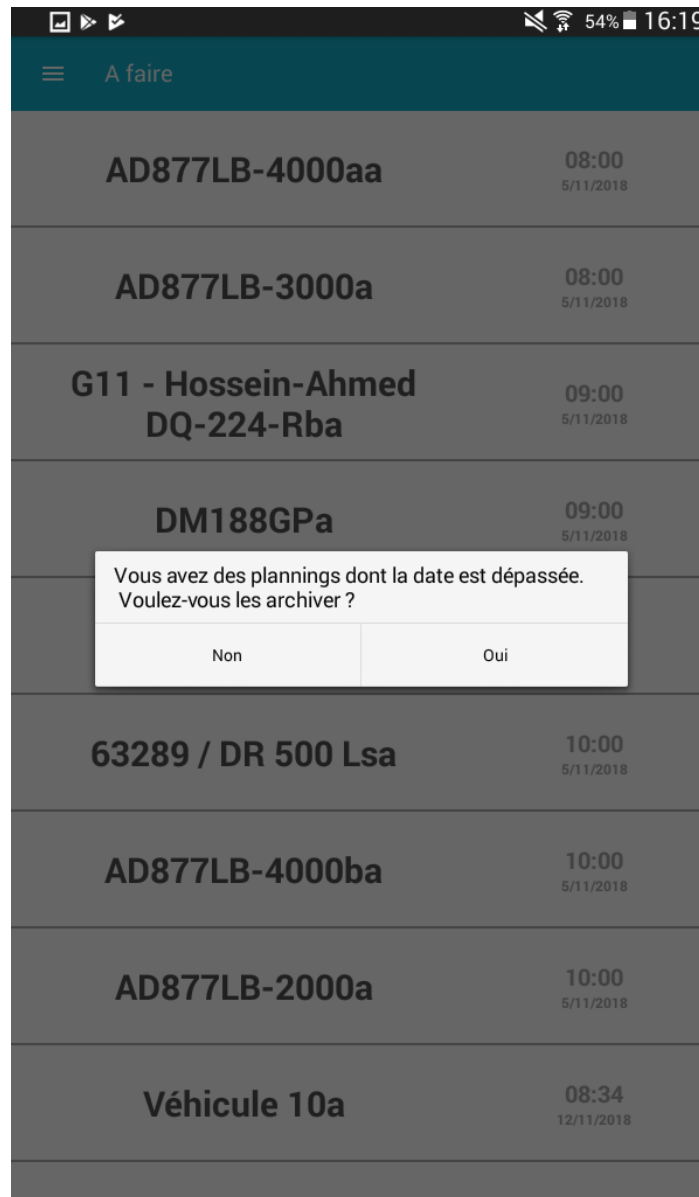 54% 16:19
A faire
AD877LB-4000aa
08:00
5/11/2018
AD877LB-3000a
08:00
5/11/2018
G11 - Hossein-Ahmed
DQ-224-Rba
09:00
5/11/2018
DM188GPa
09:00
5/11/2018
Vous avez des plannings dont la date est dépassée.
Voulez-vous les archiver ?
Non
Oui
63289 / DR 500 Lsa
10:00
5/11/2018
AD877LB-4000ba
10:00
5/11/2018
AD877LB-2000a
10:00
5/11/2018
Véhicule 10a
08:34
12/11/2018